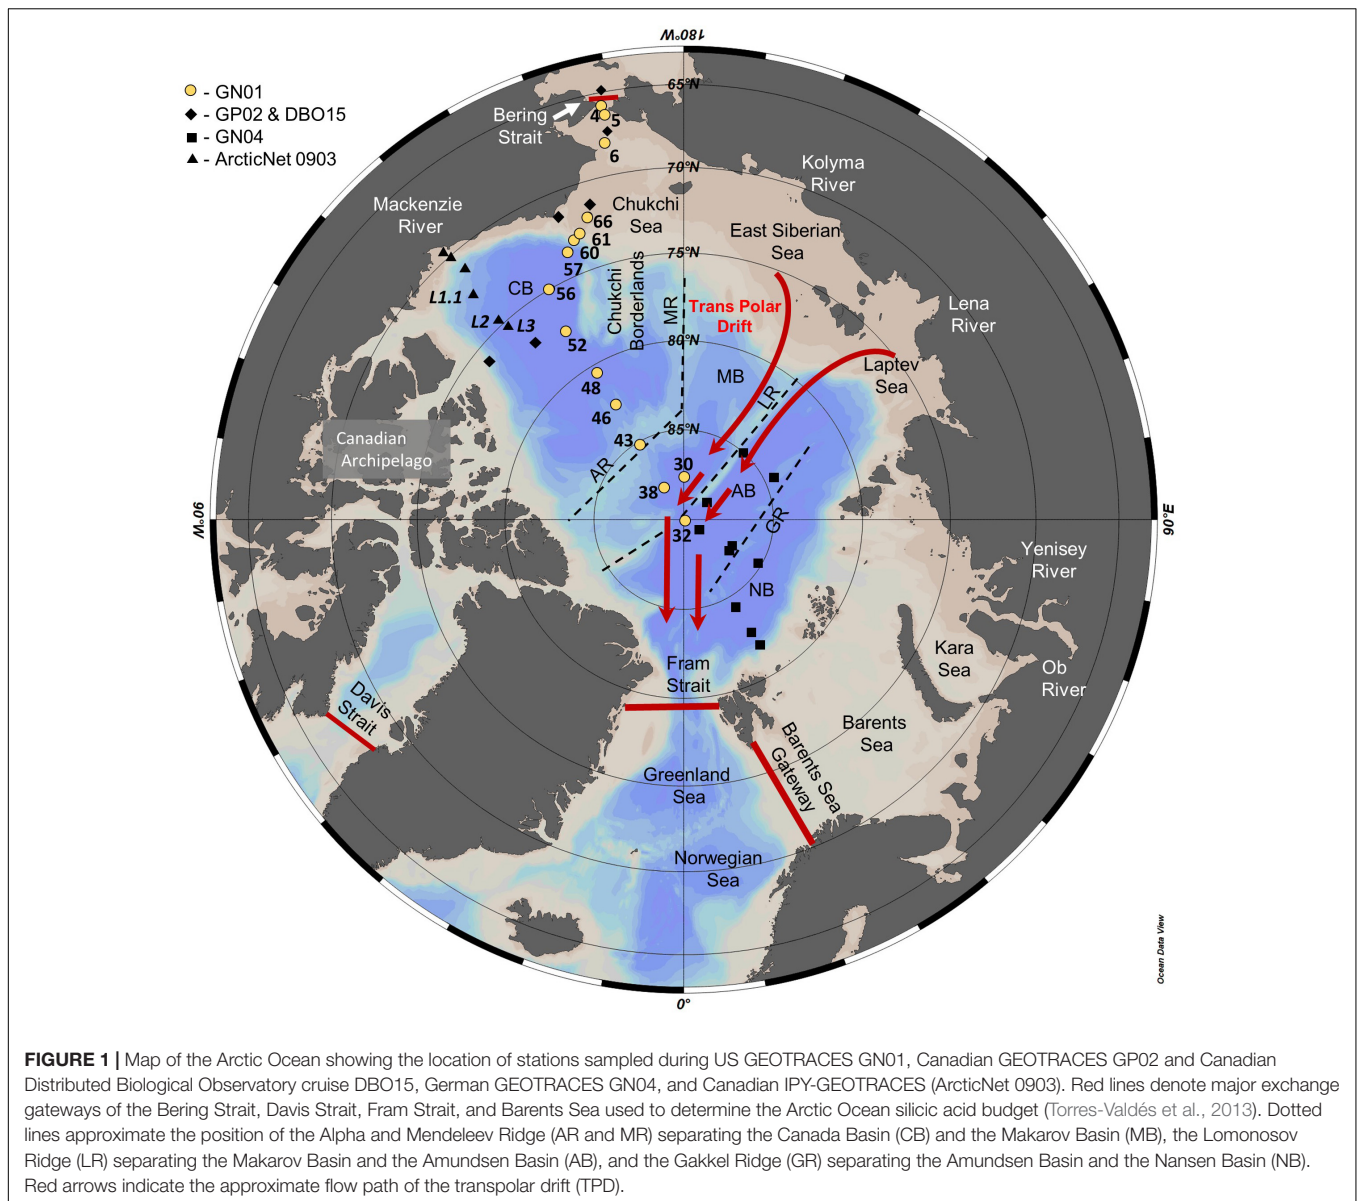 180°W
65°N
- GN01
- GP02 & DBO15
- GN04
- ArcticNet 0903
Bering
Strait
4
5
6
70°N
Kolyma
River
Mackenzie
River
Chukchi
Sea
66
61
60
57
East Siberian
Sea
75°N
CB
56
L1.1
L2
L3
52
Chukchi
Borderlands
MR
Trans Polar
Drift
Lena
River
80°N
Laptev
Sea
MB
LR
48
46
85°N
43
Canadian
Archipelago
AR
30
38
AB
GR
32
90°W
90°E
Yenisey
River
NB
Kara
Sea
Ob
River
Fram
Strait
Davis
Strait
Barents
Sea
Barents Sea
Gateway
Greenland
Sea
Norwegian
Sea
Ocean Data View
0°
FIGURE 1 | Map of the Arctic Ocean showing the location of stations sampled during US GEOTRACES GN01, Canadian GEOTRACES GP02 and Canadian
Distributed Biological Observatory cruise DBO15, German GEOTRACES GN04, and Canadian IPY-GEOTRACES (ArcticNet 0903). Red lines denote major exchange
gateways of the Bering Strait, Davis Strait, Fram Strait, and Barents Sea used to determine the Arctic Ocean silicic acid budget (Torres-Valdés et al., 2013). Dotted
lines approximate the position of the Alpha and Mendeleev Ridge (AR and MR) separating the Canada Basin (CB) and the Makarov Basin (MB), the Lomonosov
Ridge (LR) separating the Makarov Basin and the Amundsen Basin (AB), and the Gakkel Ridge (GR) separating the Amundsen Basin and the Nansen Basin (NB).
Red arrows indicate the approximate flow path of the transpolar drift (TPD).